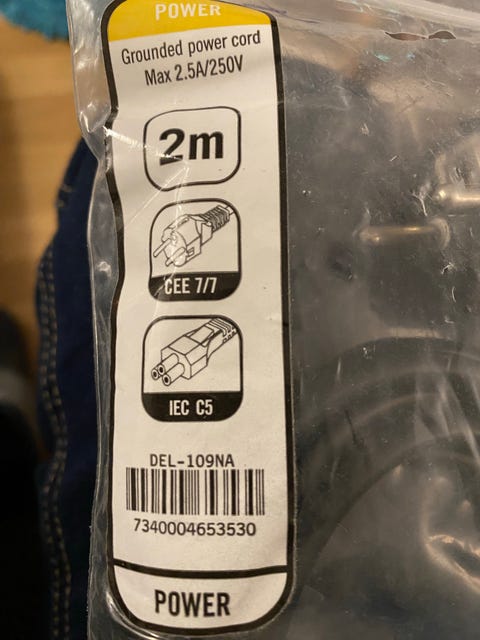 POWER
Grounded power cord
Max 2.5A/250V
2m
CEE 7/7
IEC C5
DEL-109NA
7340004653530
POWER